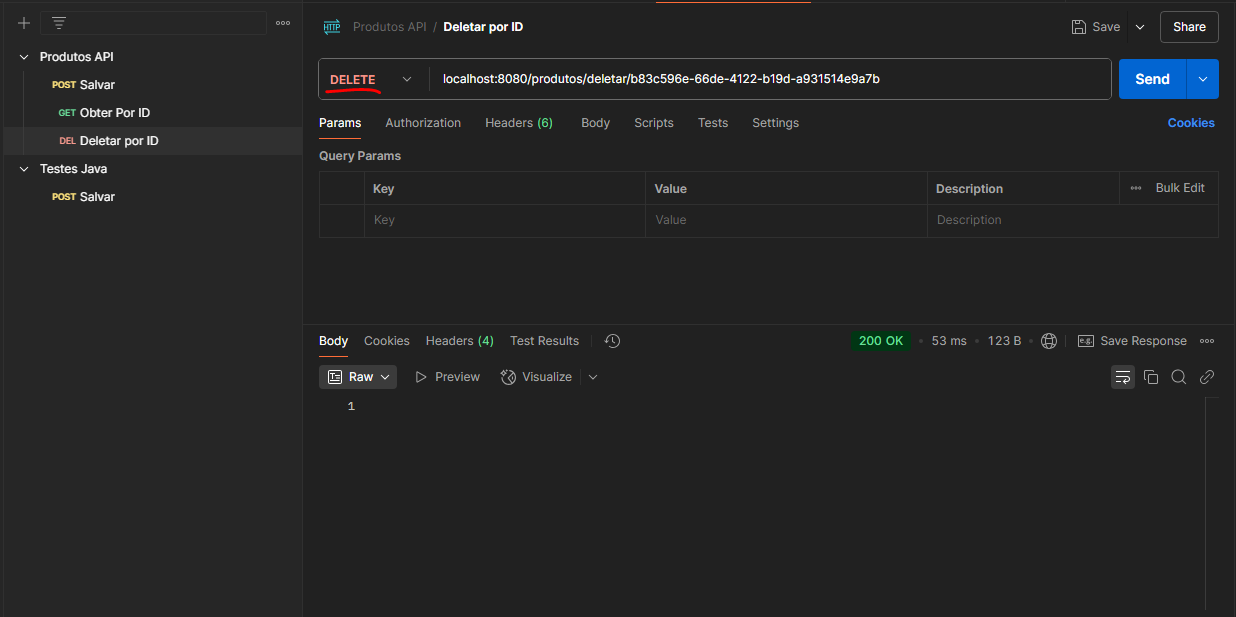 Produtos API
POST Salvar
GET Obter Por ID
DEL Deletar por ID
Testes Java
POST Salvar
HTTP Produtos API / Deletar por ID Save Share
DELETE localhost:8080/produtos/deletar/b83c596e-66de-4122-b19d-a931514e9a7b Send
Params Authorization Headers (6) Body Scripts Tests Settings Cookies
Query Params
Key Value Description Bulk Edit
Key Value Description
Body Cookies Headers (4) Test Results 200 OK • 53 ms • 123 B • e.g. Save Response
Raw Preview Visualize
1